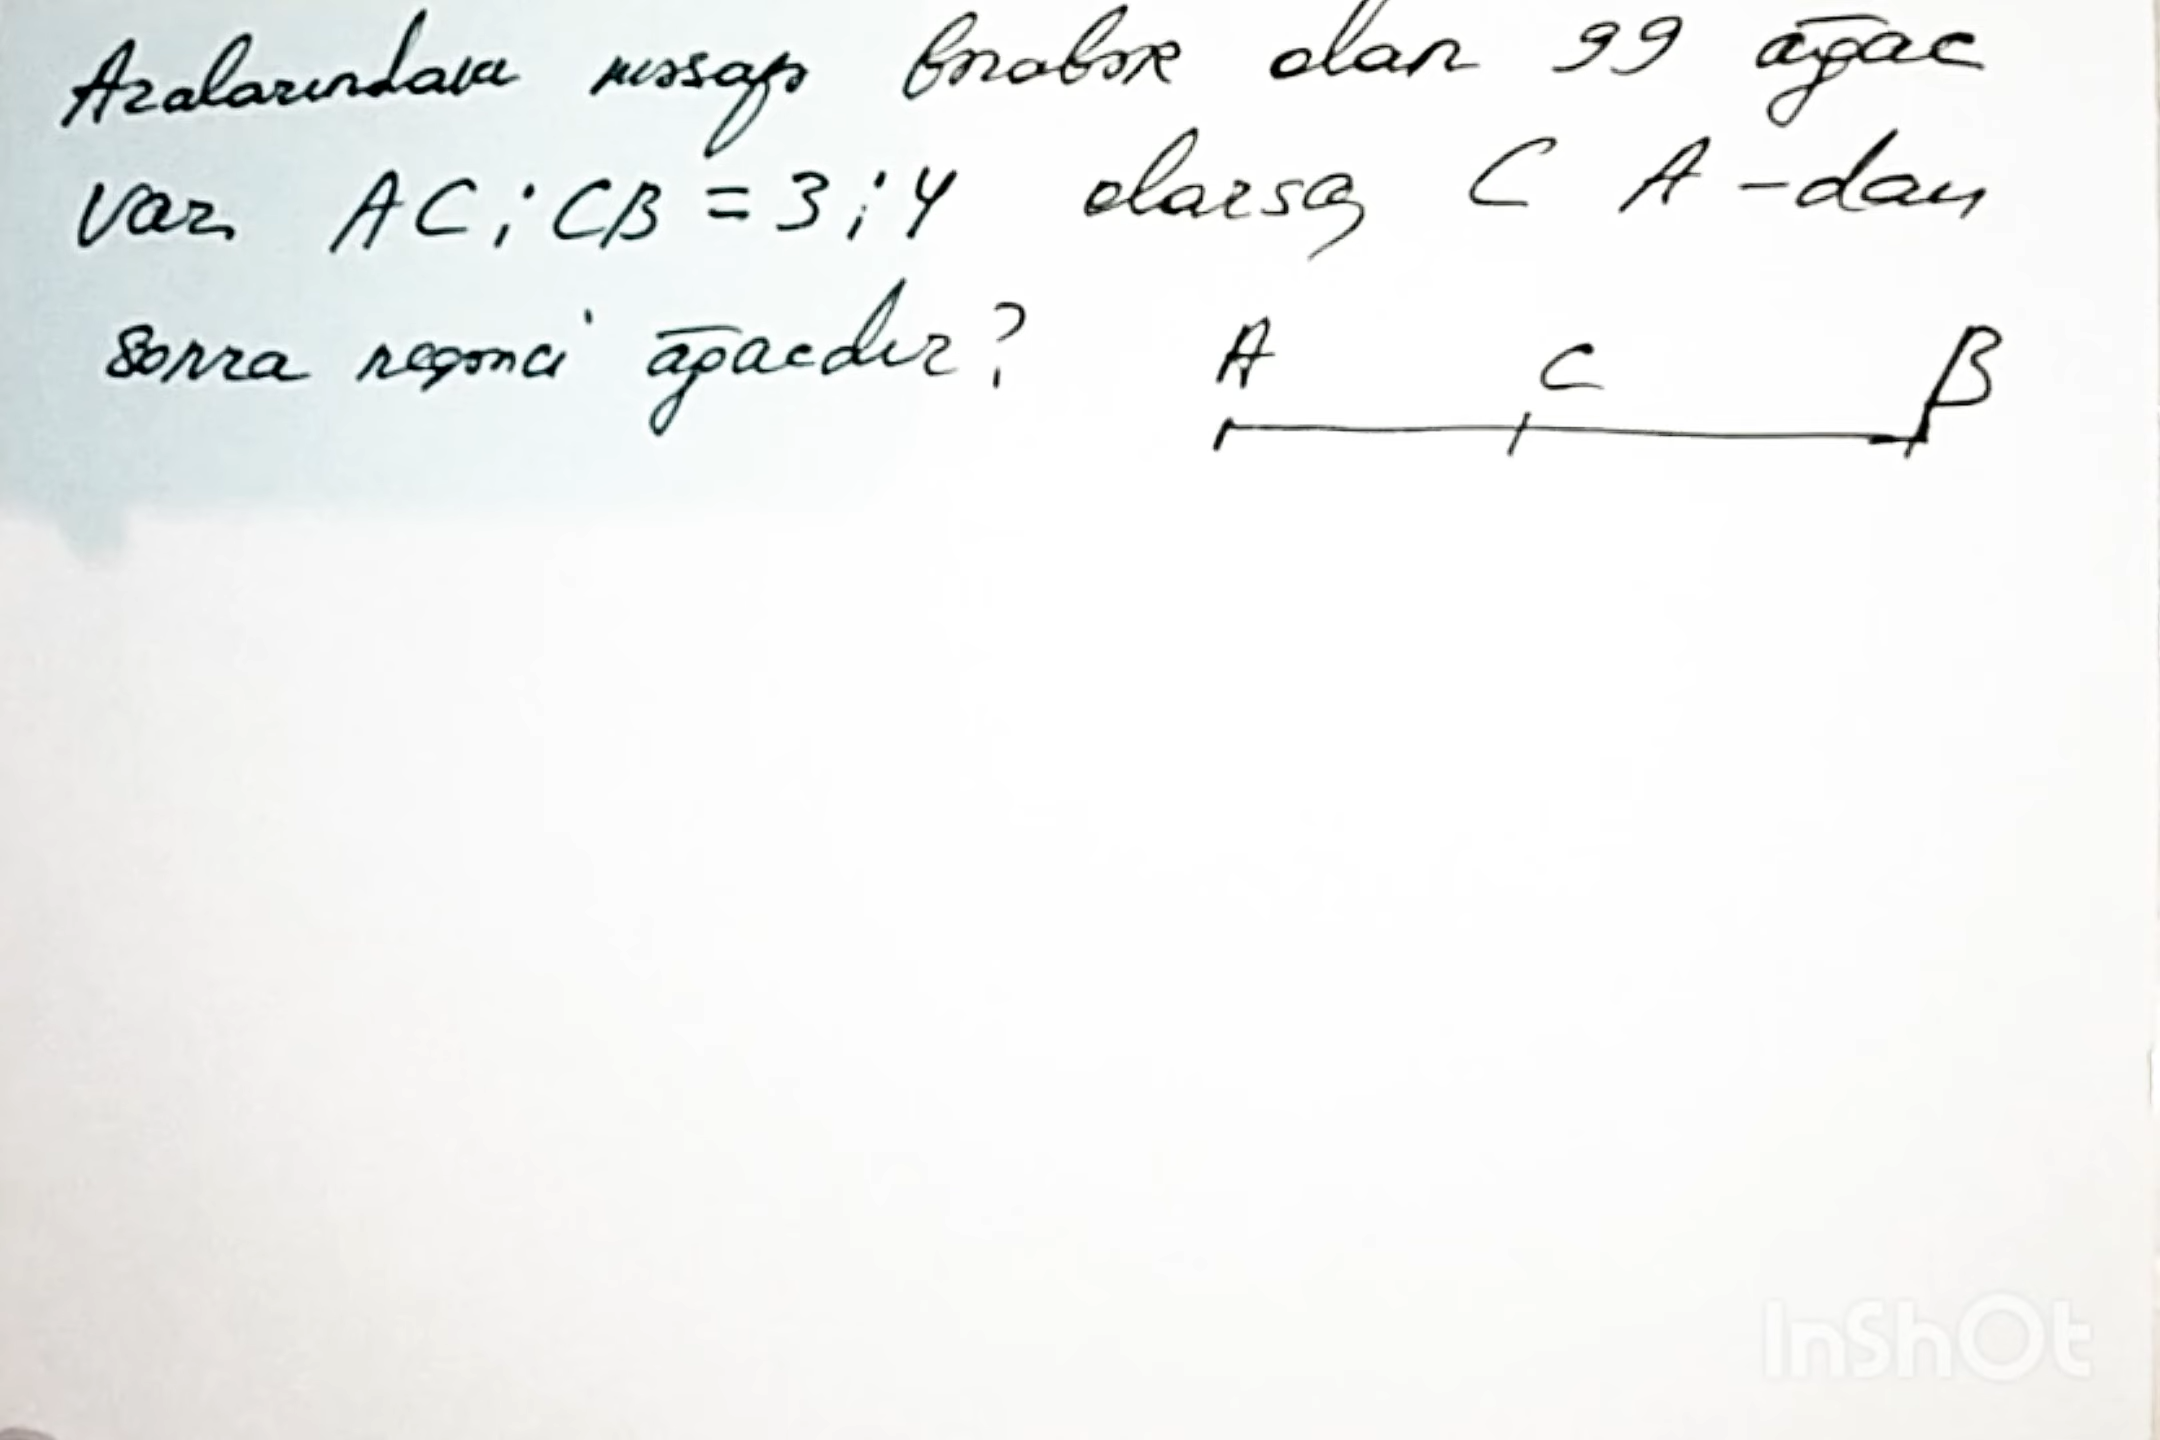 Aralarındakı məsafə bərabər olan 99 ağac
var AC:CB=3:4 olarsa, C A-dan
sonra neçənci ağacdır?
A C B
InShOt